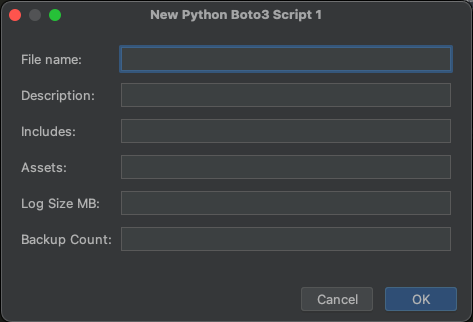 New Python Boto3 Script 1
File name:
Description:
Includes:
Assets:
Log Size MB:
Backup Count:
Cancel OK